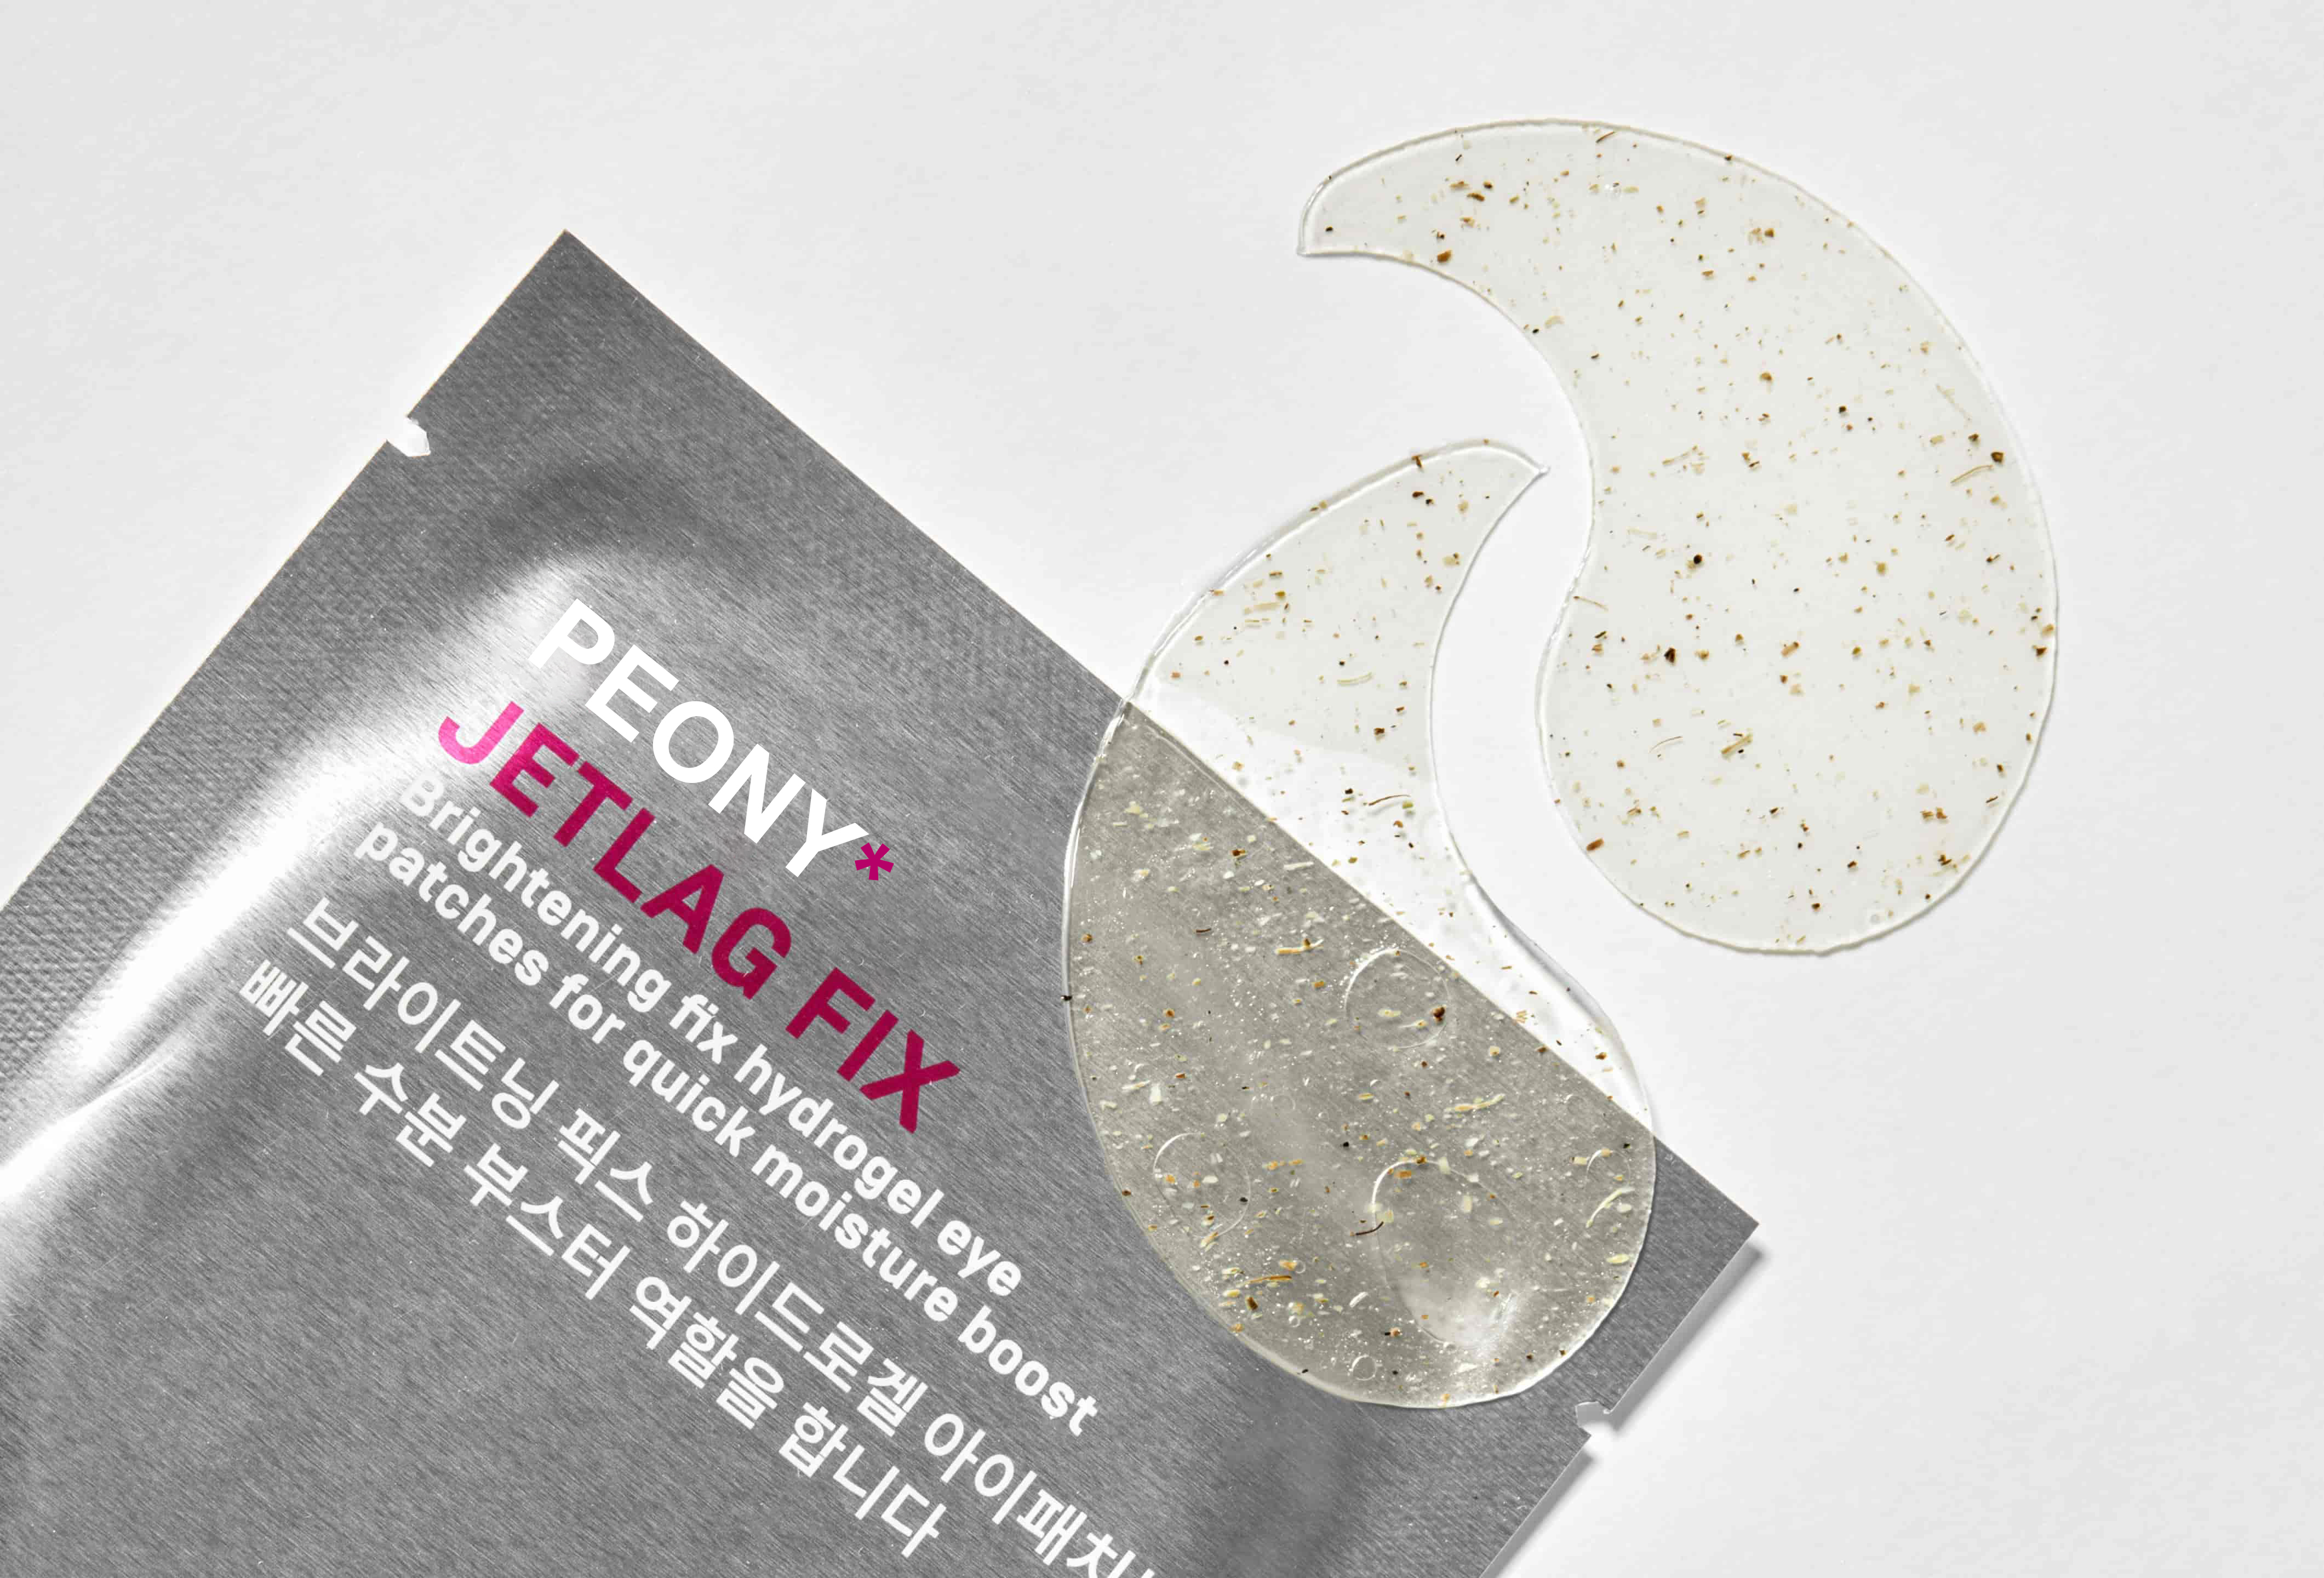 PEONY*
JETLAG FIX
Brightening fix hydrogel eye
patches for quick moisture boost
브라이트닝 픽스 하이드로겔 아이패치는
빠른 수분 부스터 역할을 합니다